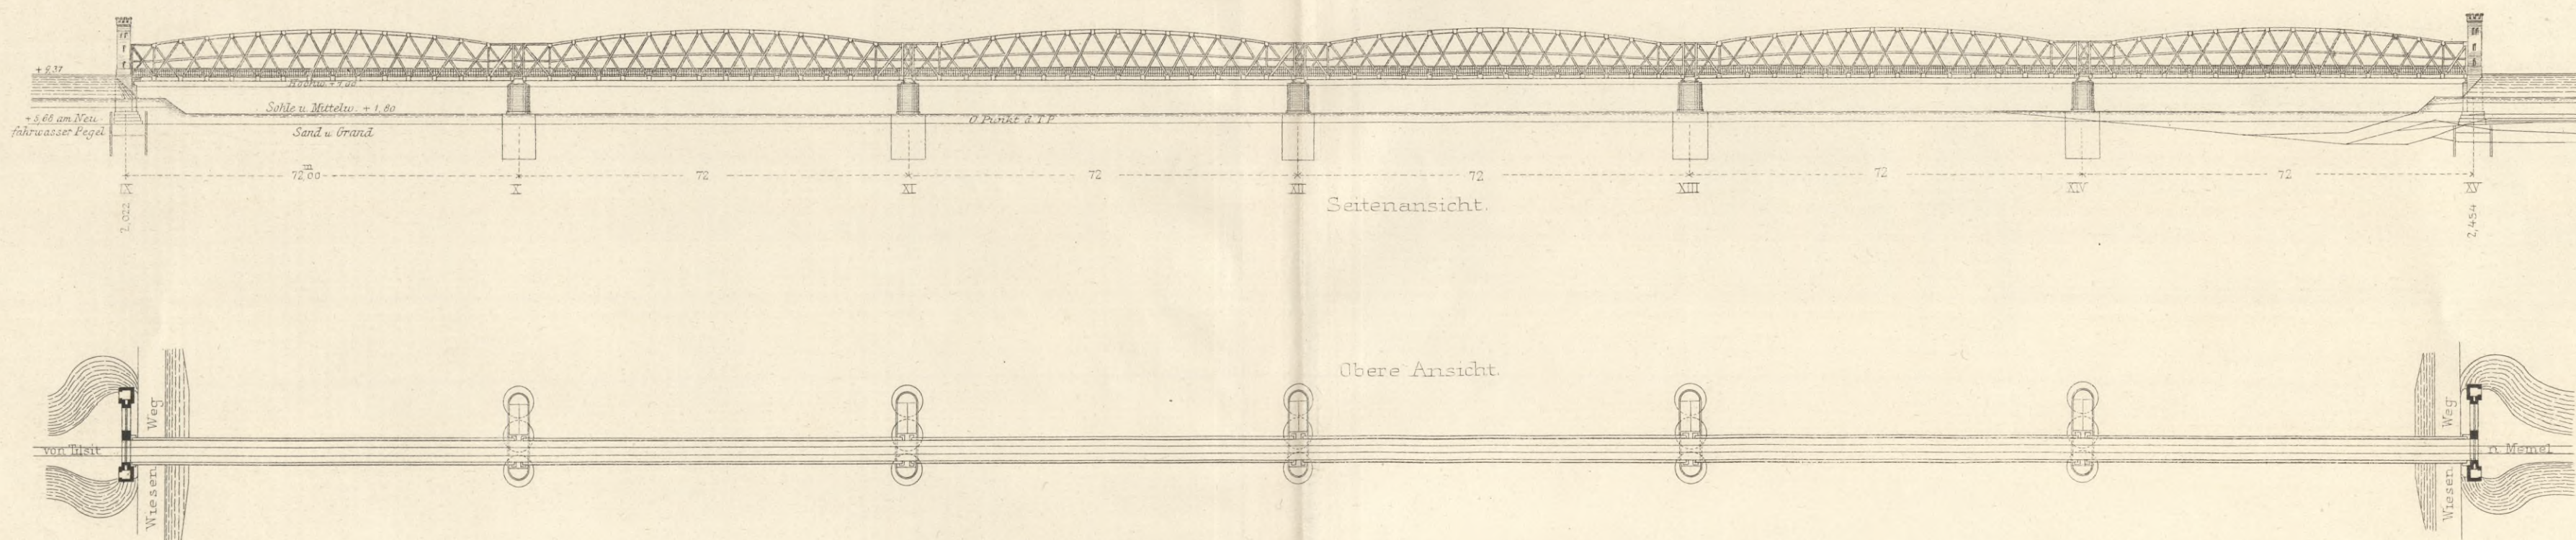 + 9,37
Sohle u. Mittelw. + 1,80
+ 5,68 am Neu-
fahrwasser Pegel
Sand u. Grand
0 Punkt d. T.P.
72,00 m
72
72
72
72
72
IX
X
XI
XII
XIII
XIV
XV
2,022
2,454
Seitenansicht.
Obere Ansicht.
von Tilsit
Wiesen Weg
Wiesen Weg
n. Memel